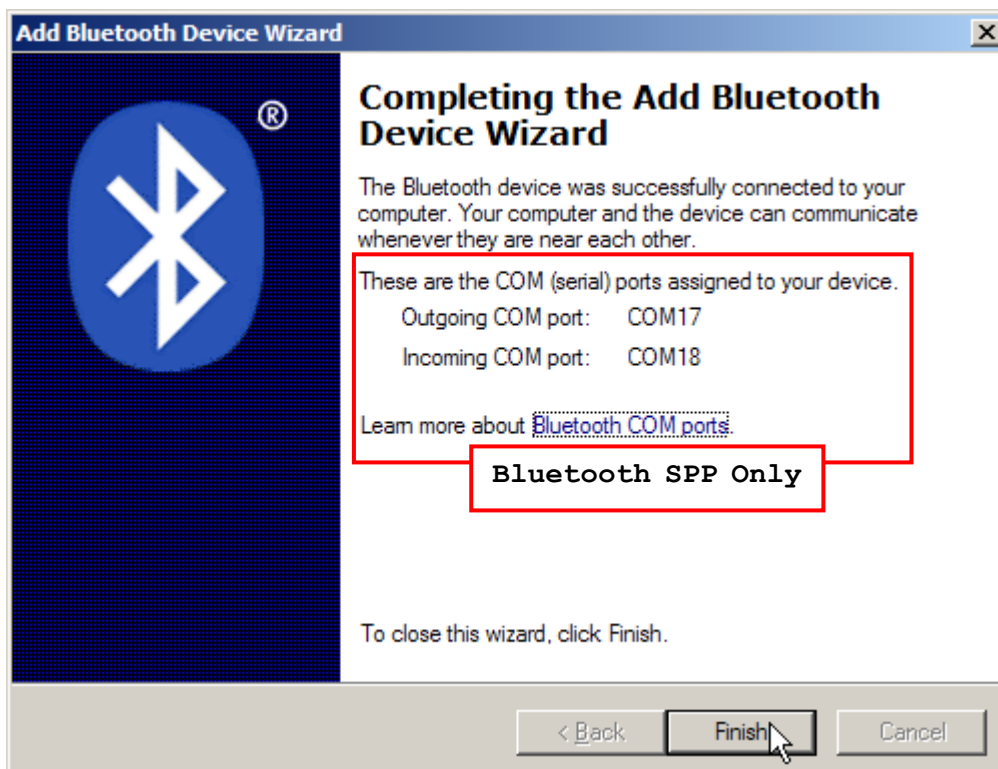 Add Bluetooth Device Wizard
®
Completing the Add Bluetooth
Device Wizard
The Bluetooth device was successfully connected to your
computer. Your computer and the device can communicate
whenever they are near each other.
These are the COM (serial) ports assigned to your device.
Outgoing COM port: COM17
Incoming COM port: COM18
Learn more about Bluetooth COM ports.
Bluetooth SPP Only
To close this wizard, click Finish.
< Back Finish Cancel